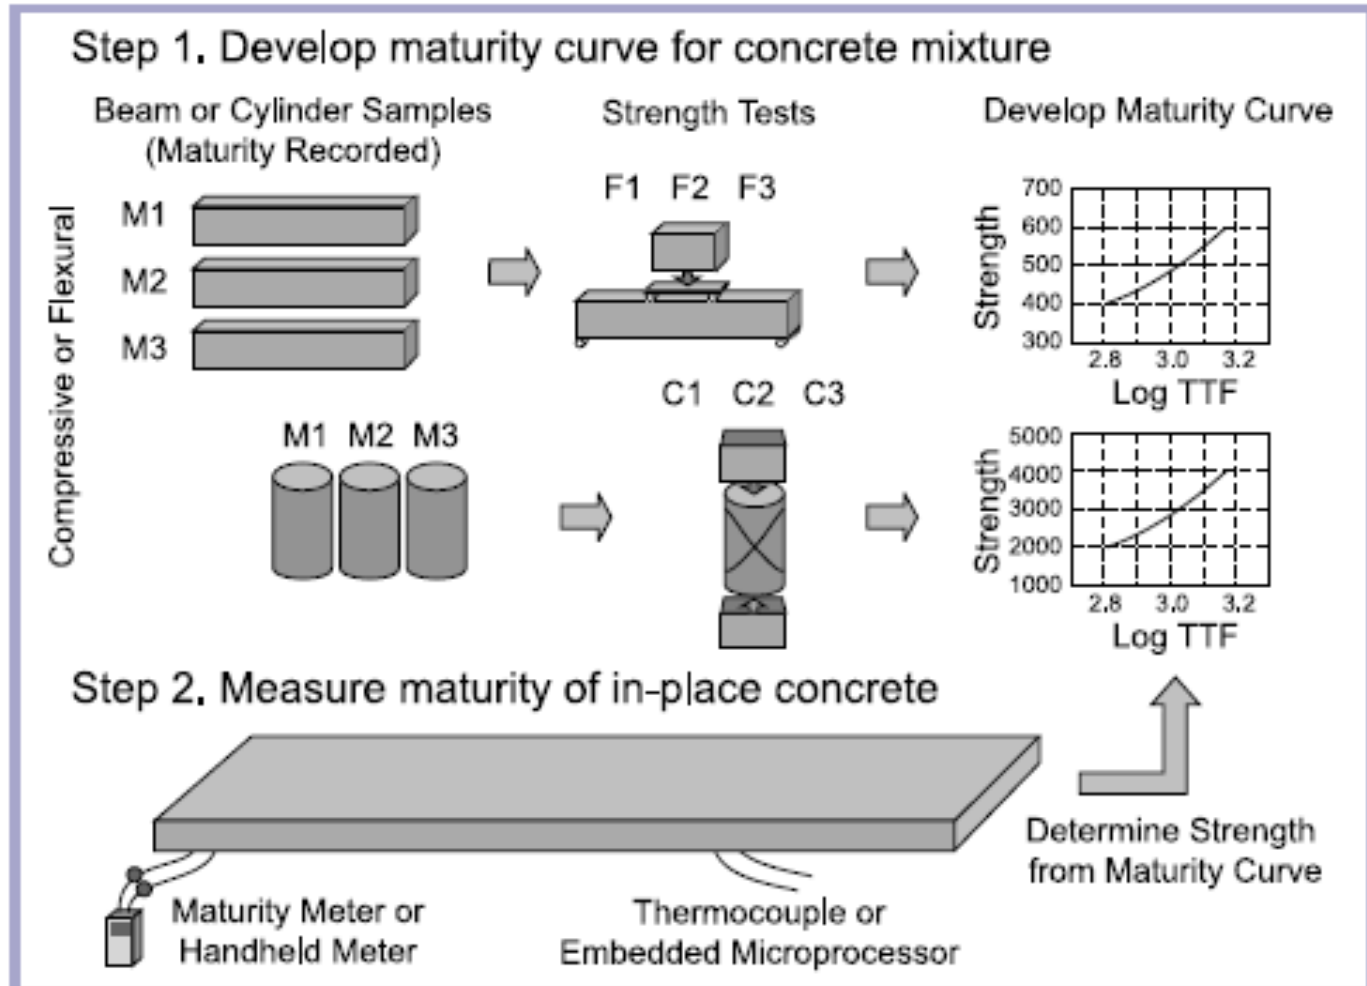 Step 1. Develop maturity curve for concrete mixture
Beam or Cylinder Samples
(Maturity Recorded)
Strength Tests
Develop Maturity Curve
Compressive or Flexural
M1
M2
M3
F1 F2 F3
Strength
700
600
500
400
300
2.8 3.0 3.2
Log TTF
M1 M2 M3
C1 C2 C3
Strength
5000
4000
3000
2000
1000
2.8 3.0 3.2
Log TTF
Step 2. Measure maturity of in-place concrete
Determine Strength
from Maturity Curve
Maturity Meter or
Handheld Meter
Thermocouple or
Embedded Microprocessor